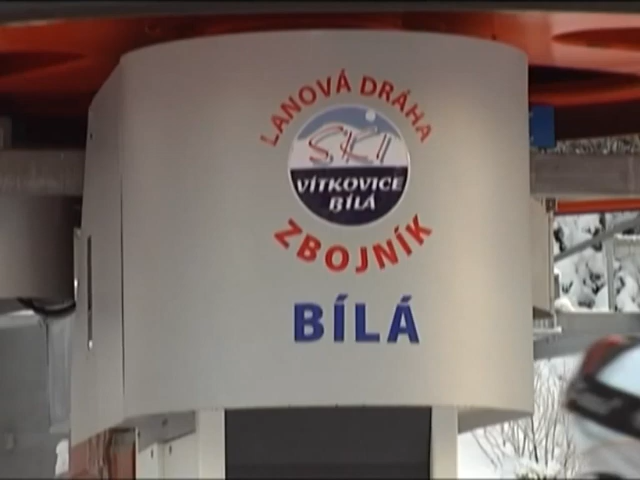 LANOVÁ DRÁHA
SKI
VÍTKOVICE
BÍLÁ
ZBOJNÍK
BÍLÁ